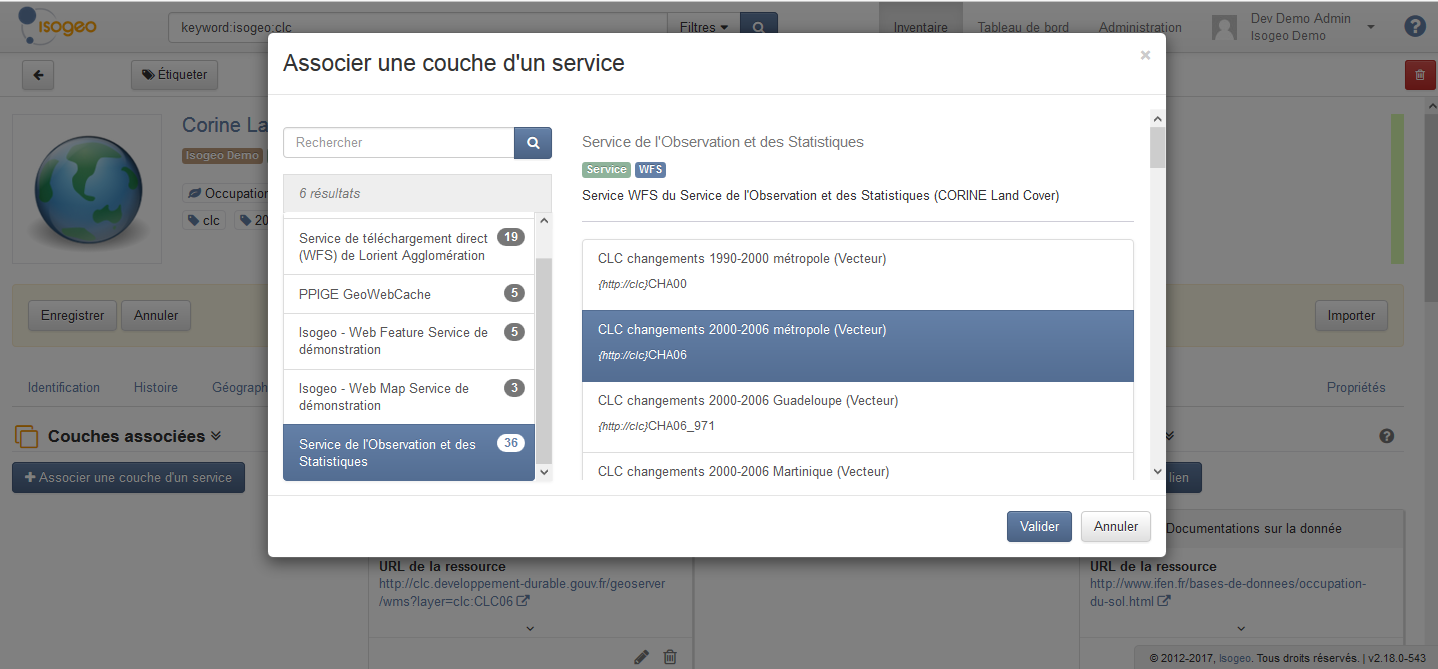 isogeo
keyword:isogeo:clc
Filtres
Inventaire
Tableau de bord
Administration
Dev Demo Admin
Isogeo Demo
?
Étiqueter
Corine La
Isogeo Demo
Occupation
clc
20
Enregistrer
Annuler
Importer
Identification
Histoire
Géograph
Propriétés
Couches associées
+ Associer une couche d'un service
Associer une couche d'un service
×
Rechercher
6 résultats
Service de téléchargement direct
(WFS) de Lorient Agglomération
19
PPIGE GeoWebCache
5
Isogeo - Web Feature Service de
démonstration
5
Isogeo - Web Map Service de
démonstration
3
Service de l'Observation et des
Statistiques
36
Service de l'Observation et des Statistiques
Service WFS
Service WFS du Service de l'Observation et des Statistiques (CORINE Land Cover)
CLC changements 1990-2000 métropole (Vecteur)
{http://clc}CHA00
CLC changements 2000-2006 métropole (Vecteur)
{http://clc}CHA06
CLC changements 2000-2006 Guadeloupe (Vecteur)
{http://clc}CHA06_971
CLC changements 2000-2006 Martinique (Vecteur)
Valider
Annuler
?
lien
Documentations sur la donnée
URL de la ressource
http://clc.developpement-durable.gouv.fr/geoserver
/wms?layer=clc:CLC06
URL de la ressource
http://www.ifen.fr/bases-de-donnees/occupation-
du-sol.html
© 2012-2017, Isogeo. Tous droits réservés. | v2.18.0-543